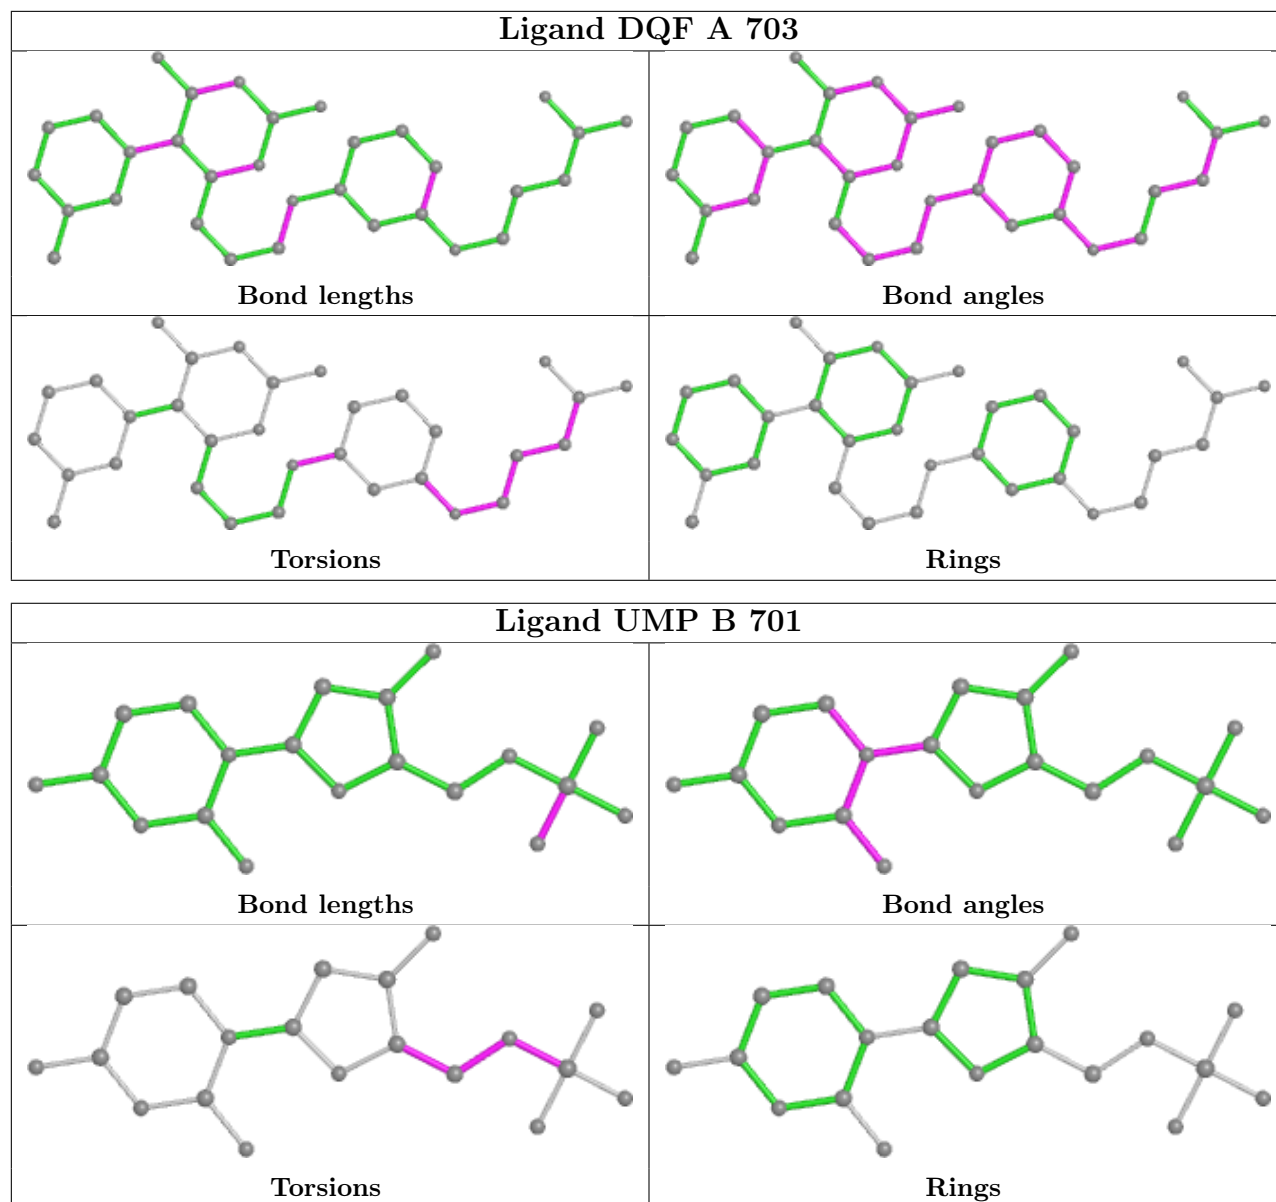 Ligand DQF A 703
Bond lengths
Bond angles
Torsions
Rings
Ligand UMP B 701
Bond lengths
Bond angles
Torsions
Rings